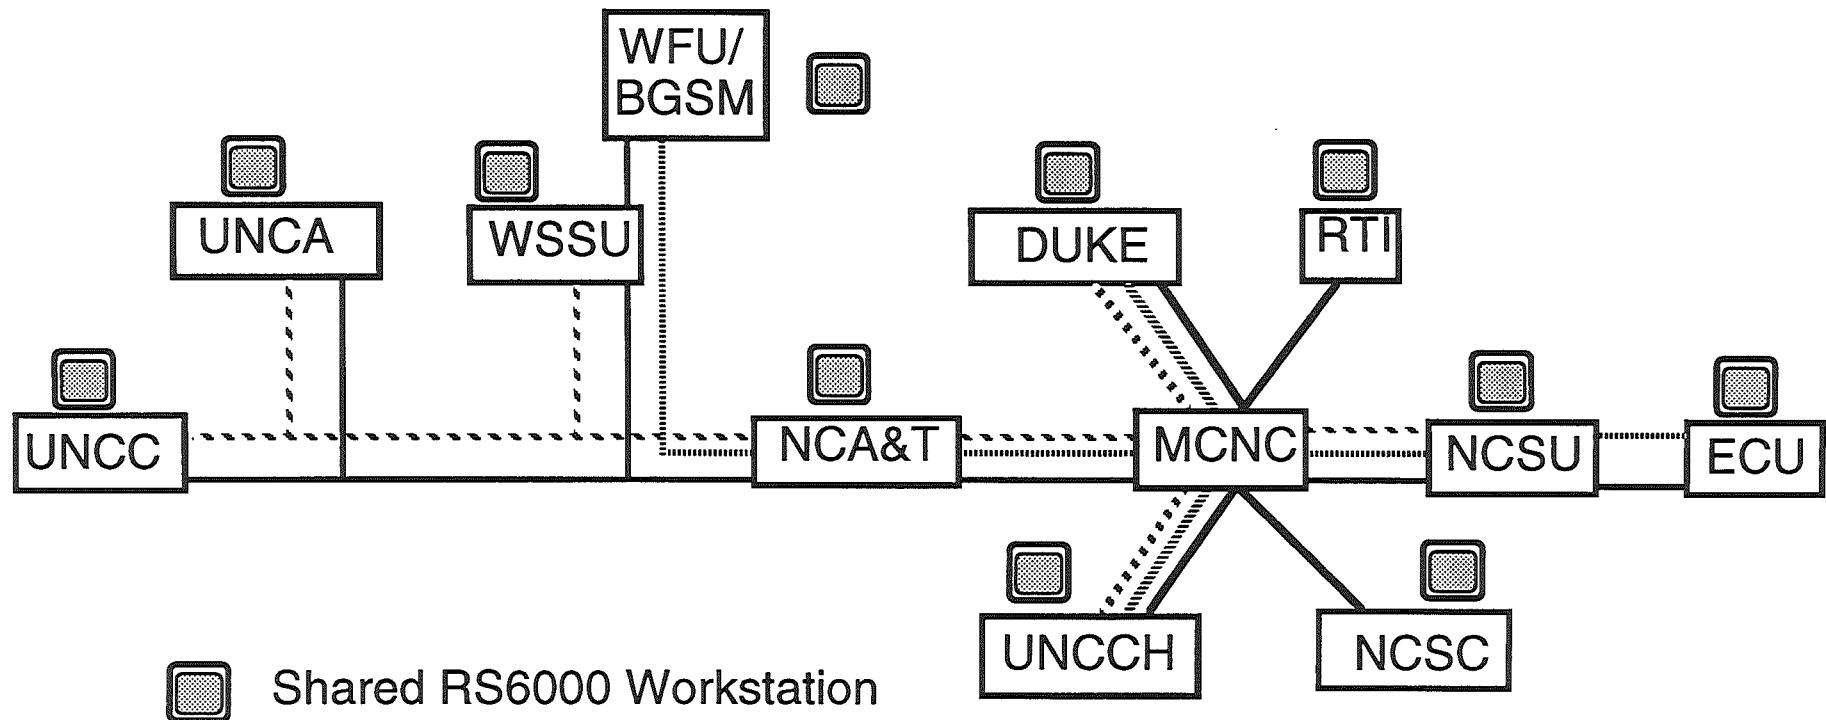 WFU/
BGSM
UNCA
WSSU
DUKE
RTI
UNCC
NCA&T
MCNC
NCSU
ECU
UNCCH
NCSC
Shared RS6000 Workstation